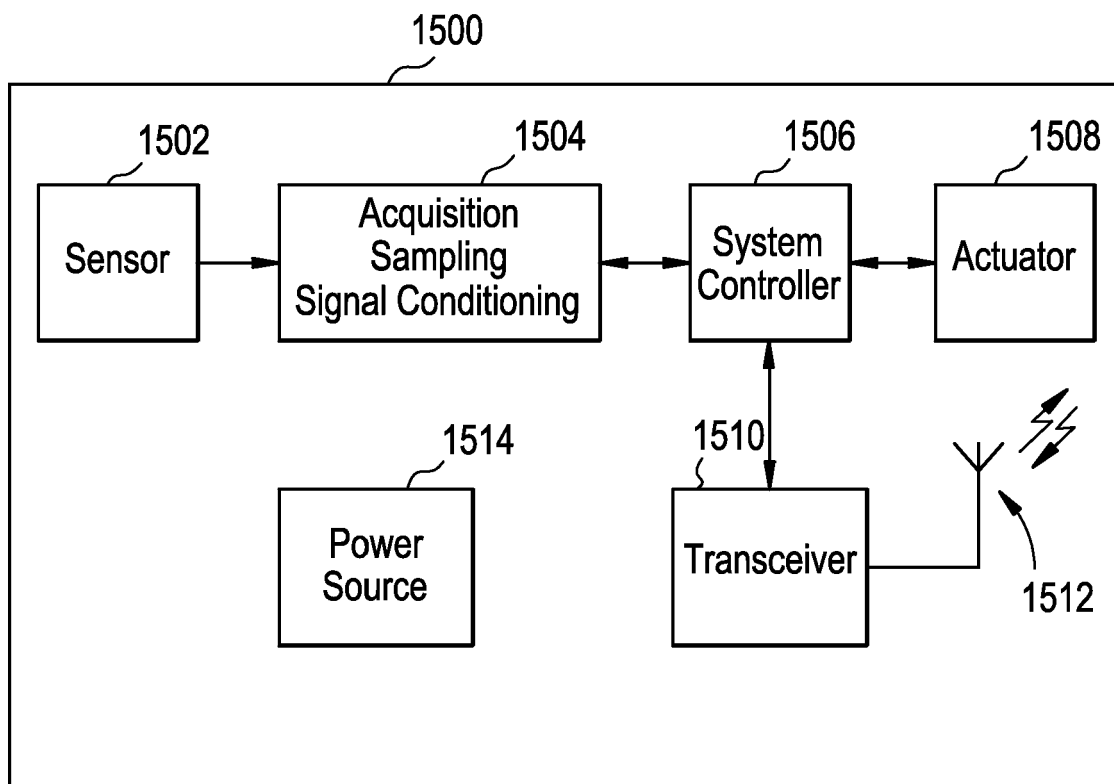 1500
1502
1504
1506
1508
Sensor
Acquisition
Sampling
Signal Conditioning
System
Controller
Actuator
1514
1510
Power
Source
Transceiver
1512